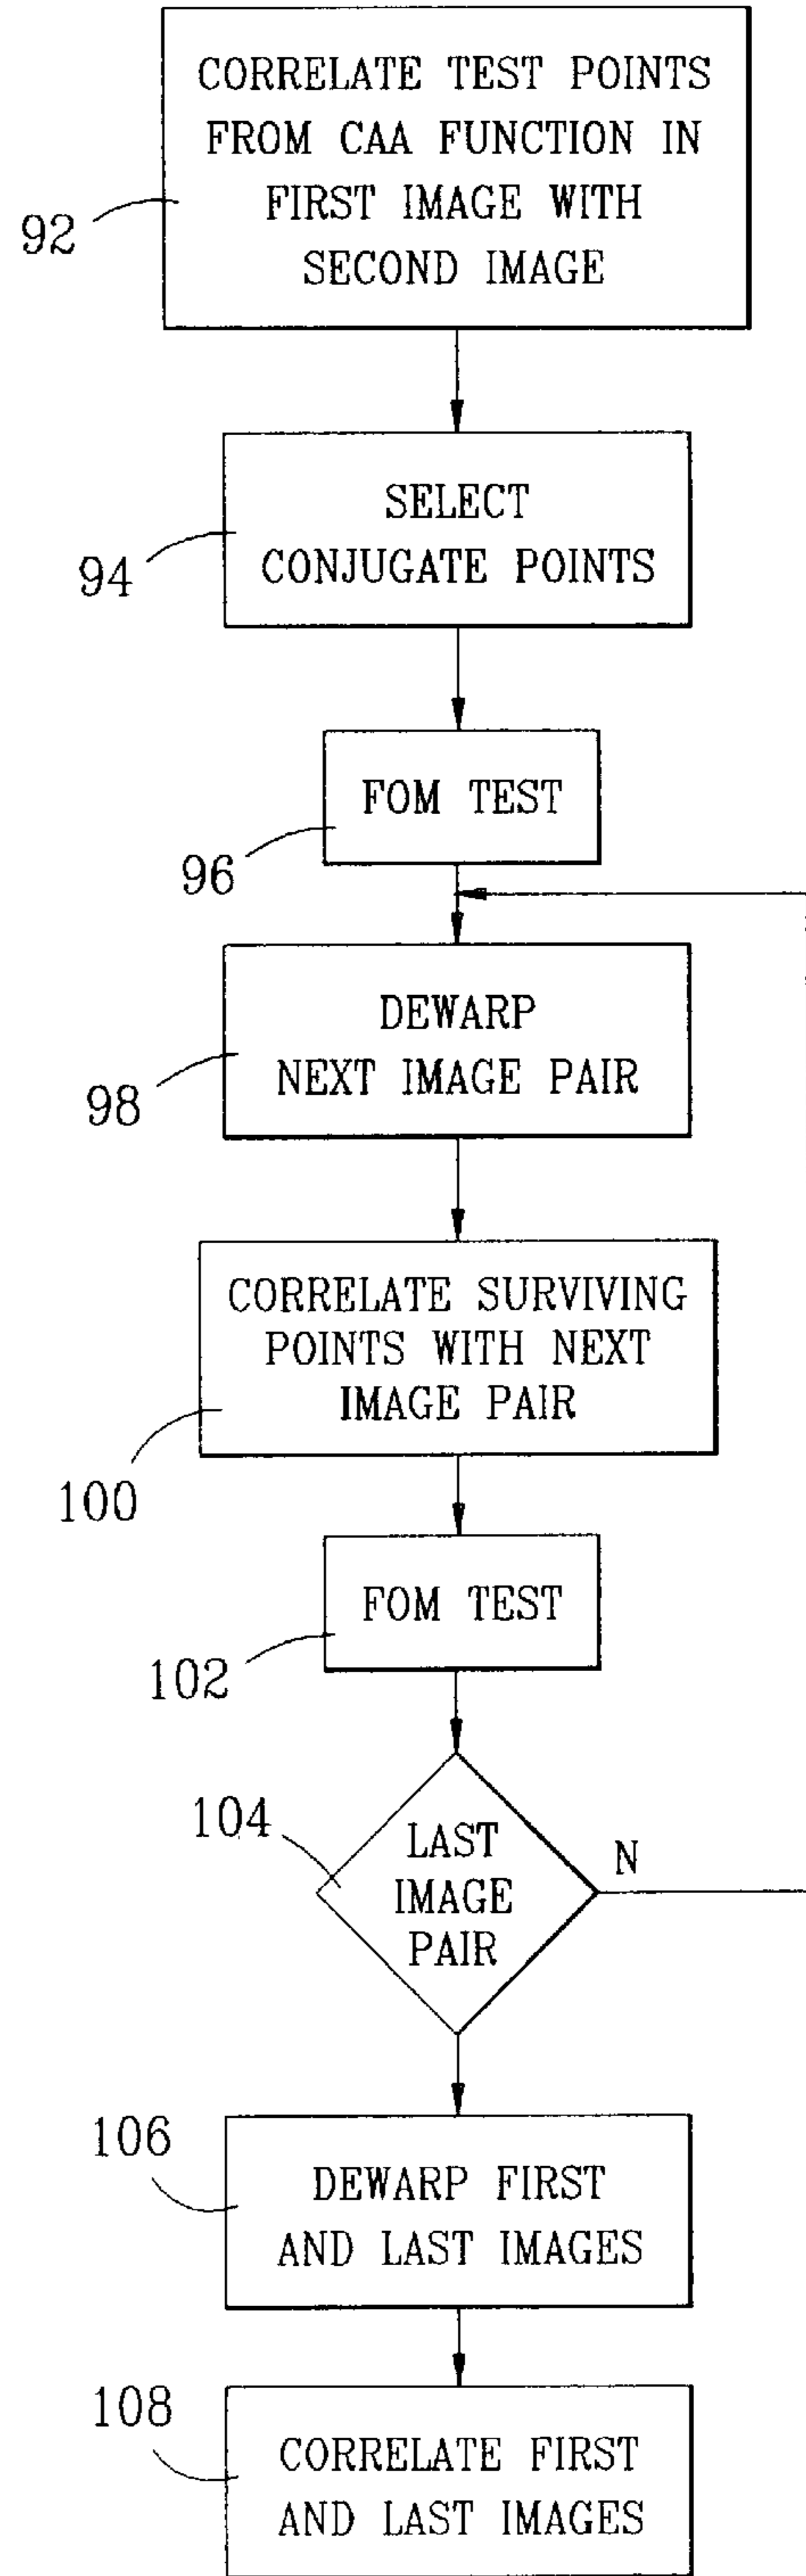 CORRELATE TEST POINTS
FROM CAA FUNCTION IN
FIRST IMAGE WITH
SECOND IMAGE
92
SELECT
CONJUGATE POINTS
94
FOM TEST
96
DEWARP
NEXT IMAGE PAIR
98
CORRELATE SURVIVING
POINTS WITH NEXT
IMAGE PAIR
100
FOM TEST
102
104
LAST
IMAGE
PAIR
N
106
DEWARP FIRST
AND LAST IMAGES
108
CORRELATE FIRST
AND LAST IMAGES